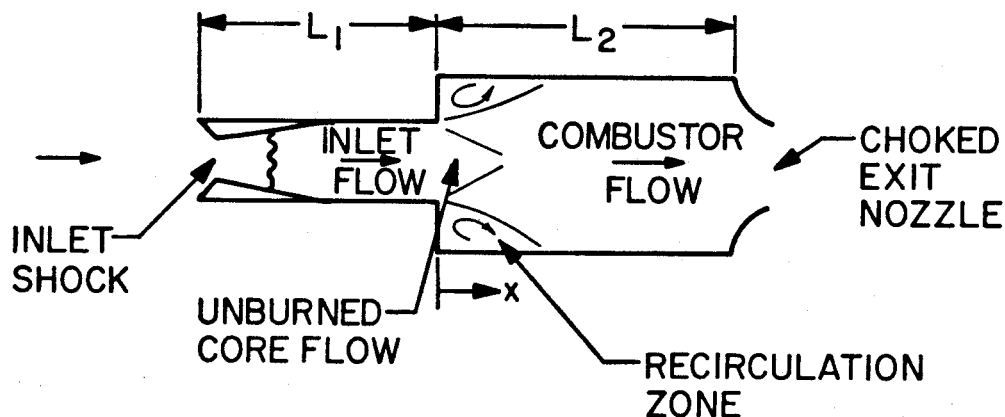 L1
L2
INLET
FLOW
COMBUSTOR
FLOW
CHOKED
EXIT
NOZZLE
INLET
SHOCK
x
UNBURNED
CORE FLOW
RECIRCULATION
ZONE